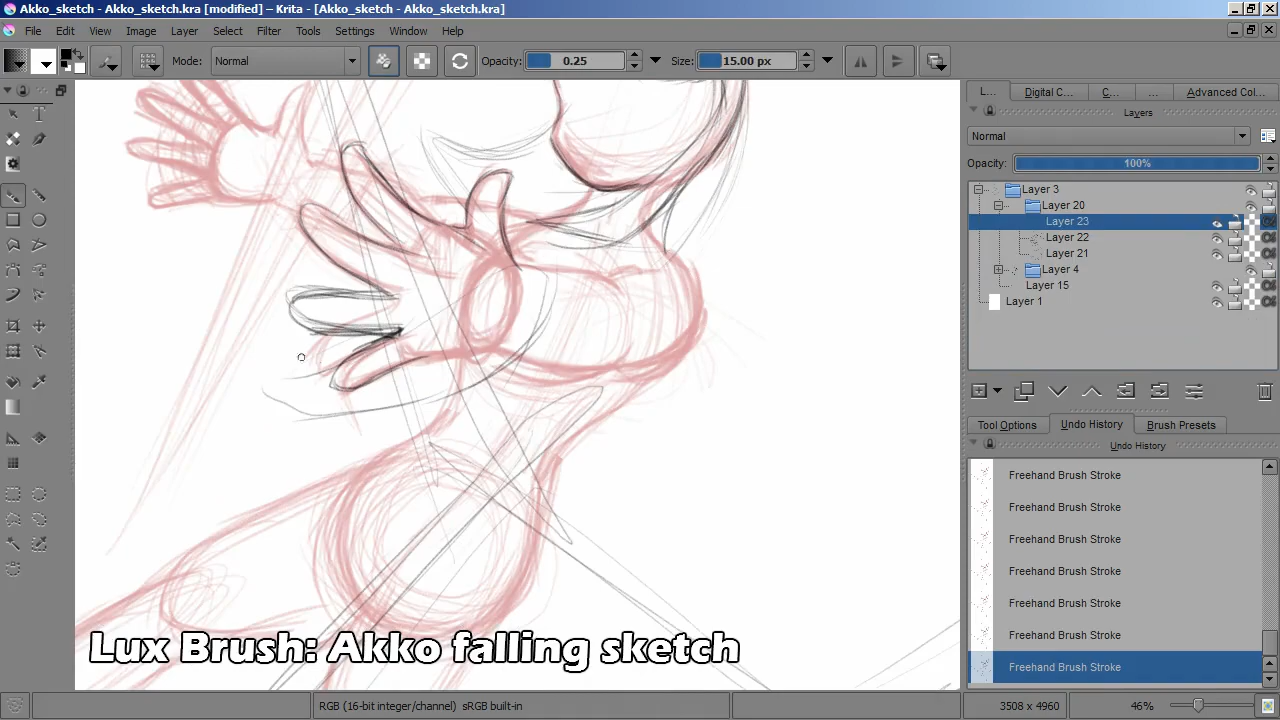 Akko_sketch - Akko_sketch.kra [modified] – Krita - [Akko_sketch - Akko_sketch.kra]
File Edit View Image Layer Select Filter Tools Settings Window Help
Mode: Normal Opacity: 0.25 Size: 15.00 px
L... Digital C... C... ... Advanced Col...
Layers
Normal
Opacity: 100%
Layer 3
Layer 20
Layer 23
Layer 22
Layer 21
Layer 4
Layer 15
Layer 1
Tool Options Undo History Brush Presets
Undo History
Freehand Brush Stroke
Freehand Brush Stroke
Freehand Brush Stroke
Freehand Brush Stroke
Freehand Brush Stroke
Freehand Brush Stroke
Freehand Brush Stroke
Lux Brush: Akko falling sketch
RGB (16-bit integer/channel) sRGB built-in 3508 x 4960 46%